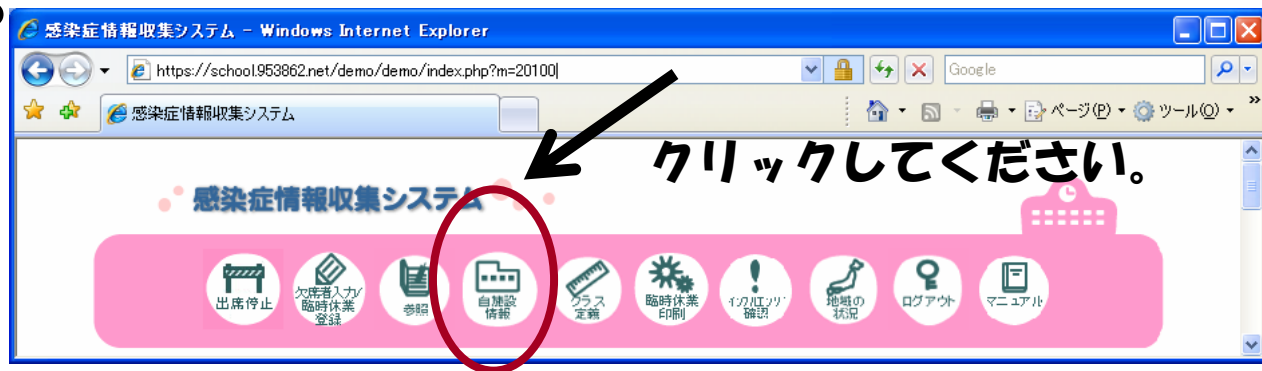 感染症情報収集システム - Windows Internet Explorer
https://school.953862.net/demo/demo/index.php?m=20100
Google
感染症情報収集システム
ページ(P)
ツール(O)
クリックしてください。
感染症情報収集システム
出席停止
欠席者入力/
臨時休業
登録
参照
自施設
情報
クラス
定義
臨時休業
印刷
インフルエンザ
確認
地域の
状況
ログアウト
マニュアル